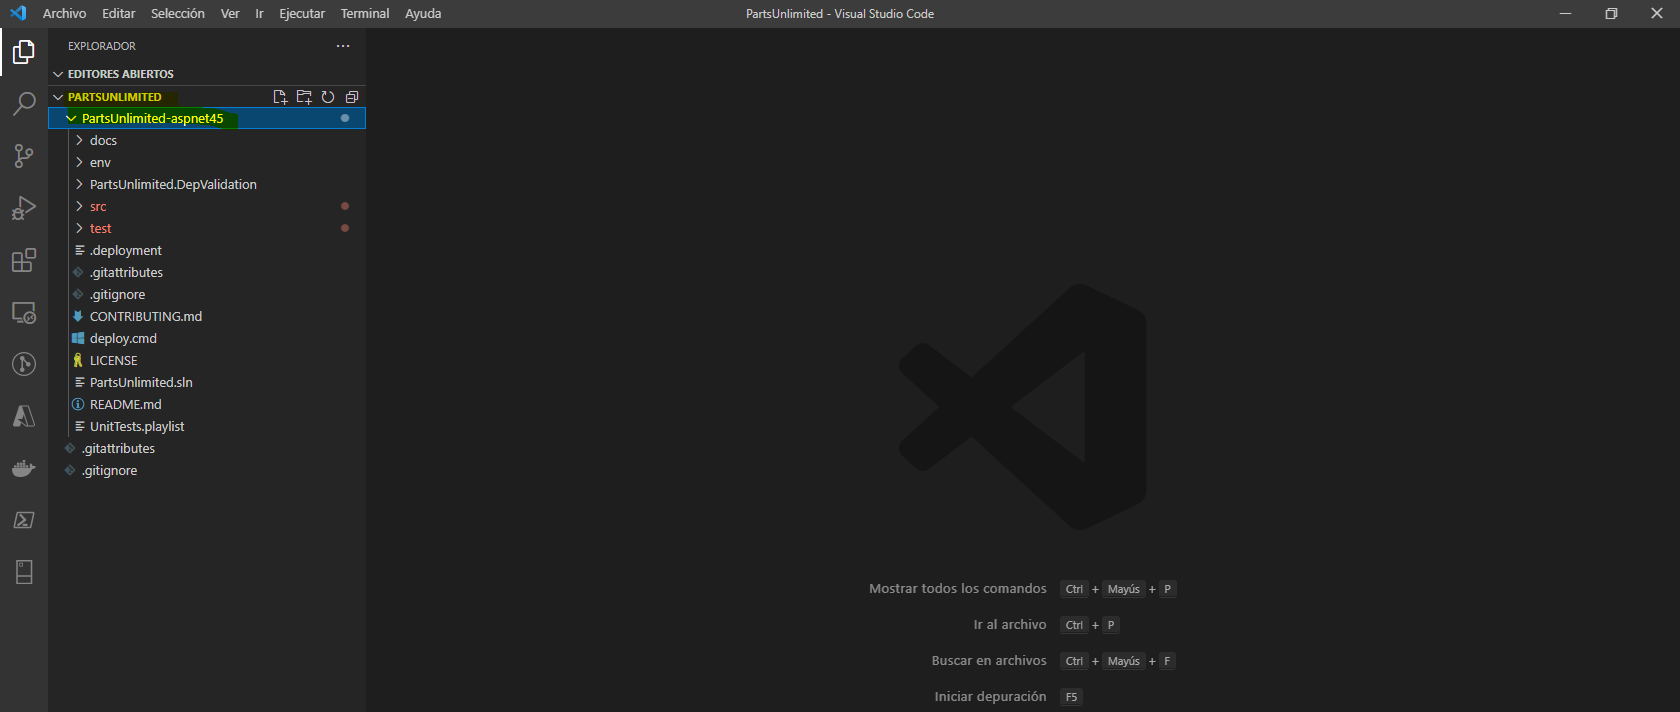 Archivo Editar Selección Ver Ir Ejecutar Terminal Ayuda PartsUnlimited - Visual Studio Code
EXPLORADOR
EDITORES ABIERTOS
PARTSUNLIMITED
PartsUnlimited-aspnet45
docs
env
PartsUnlimited.DepValidation
src
test
.deployment
.gitattributes
.gitignore
CONTRIBUTING.md
deploy.cmd
LICENSE
PartsUnlimited.sln
README.md
UnitTests.playlist
.gitattributes
.gitignore
Mostrar todos los comandos Ctrl + Mayús + P
Ir al archivo Ctrl + P
Buscar en archivos Ctrl + Mayús + F
Iniciar depuración F5